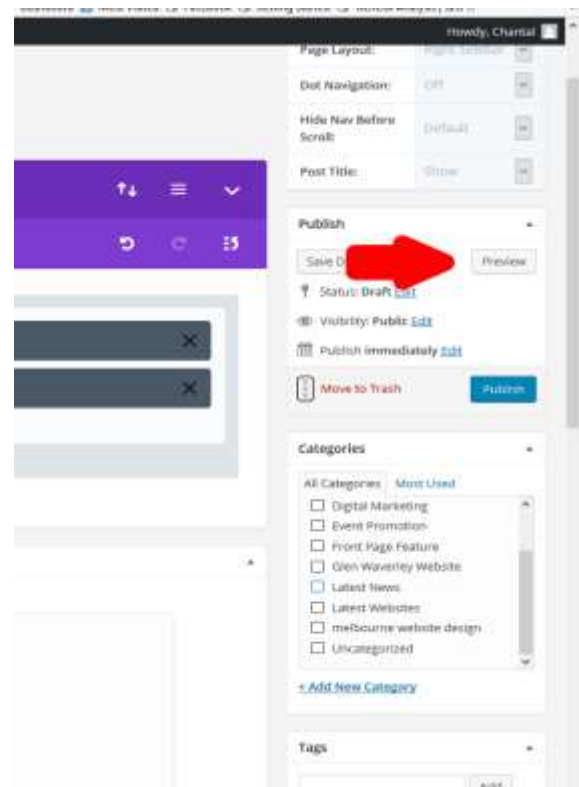 Howdy, Chantal
Page Layout: Right Sidebar
Dot Navigation: Off
Hide Nav Before
Scroll: Default
Post Title: Show
Publish
Save D Preview
Status: Draft Edit
Visibility: Public Edit
Publish immediately Edit
Move to Trash Publish
Categories
All Categories Most Used
Digital Marketing
Event Promotion
Front Page Feature
Glen Waverley Website
Latest News
Latest Websites
melbourne website design
Uncategorized
+ Add New Category
Tags
Add